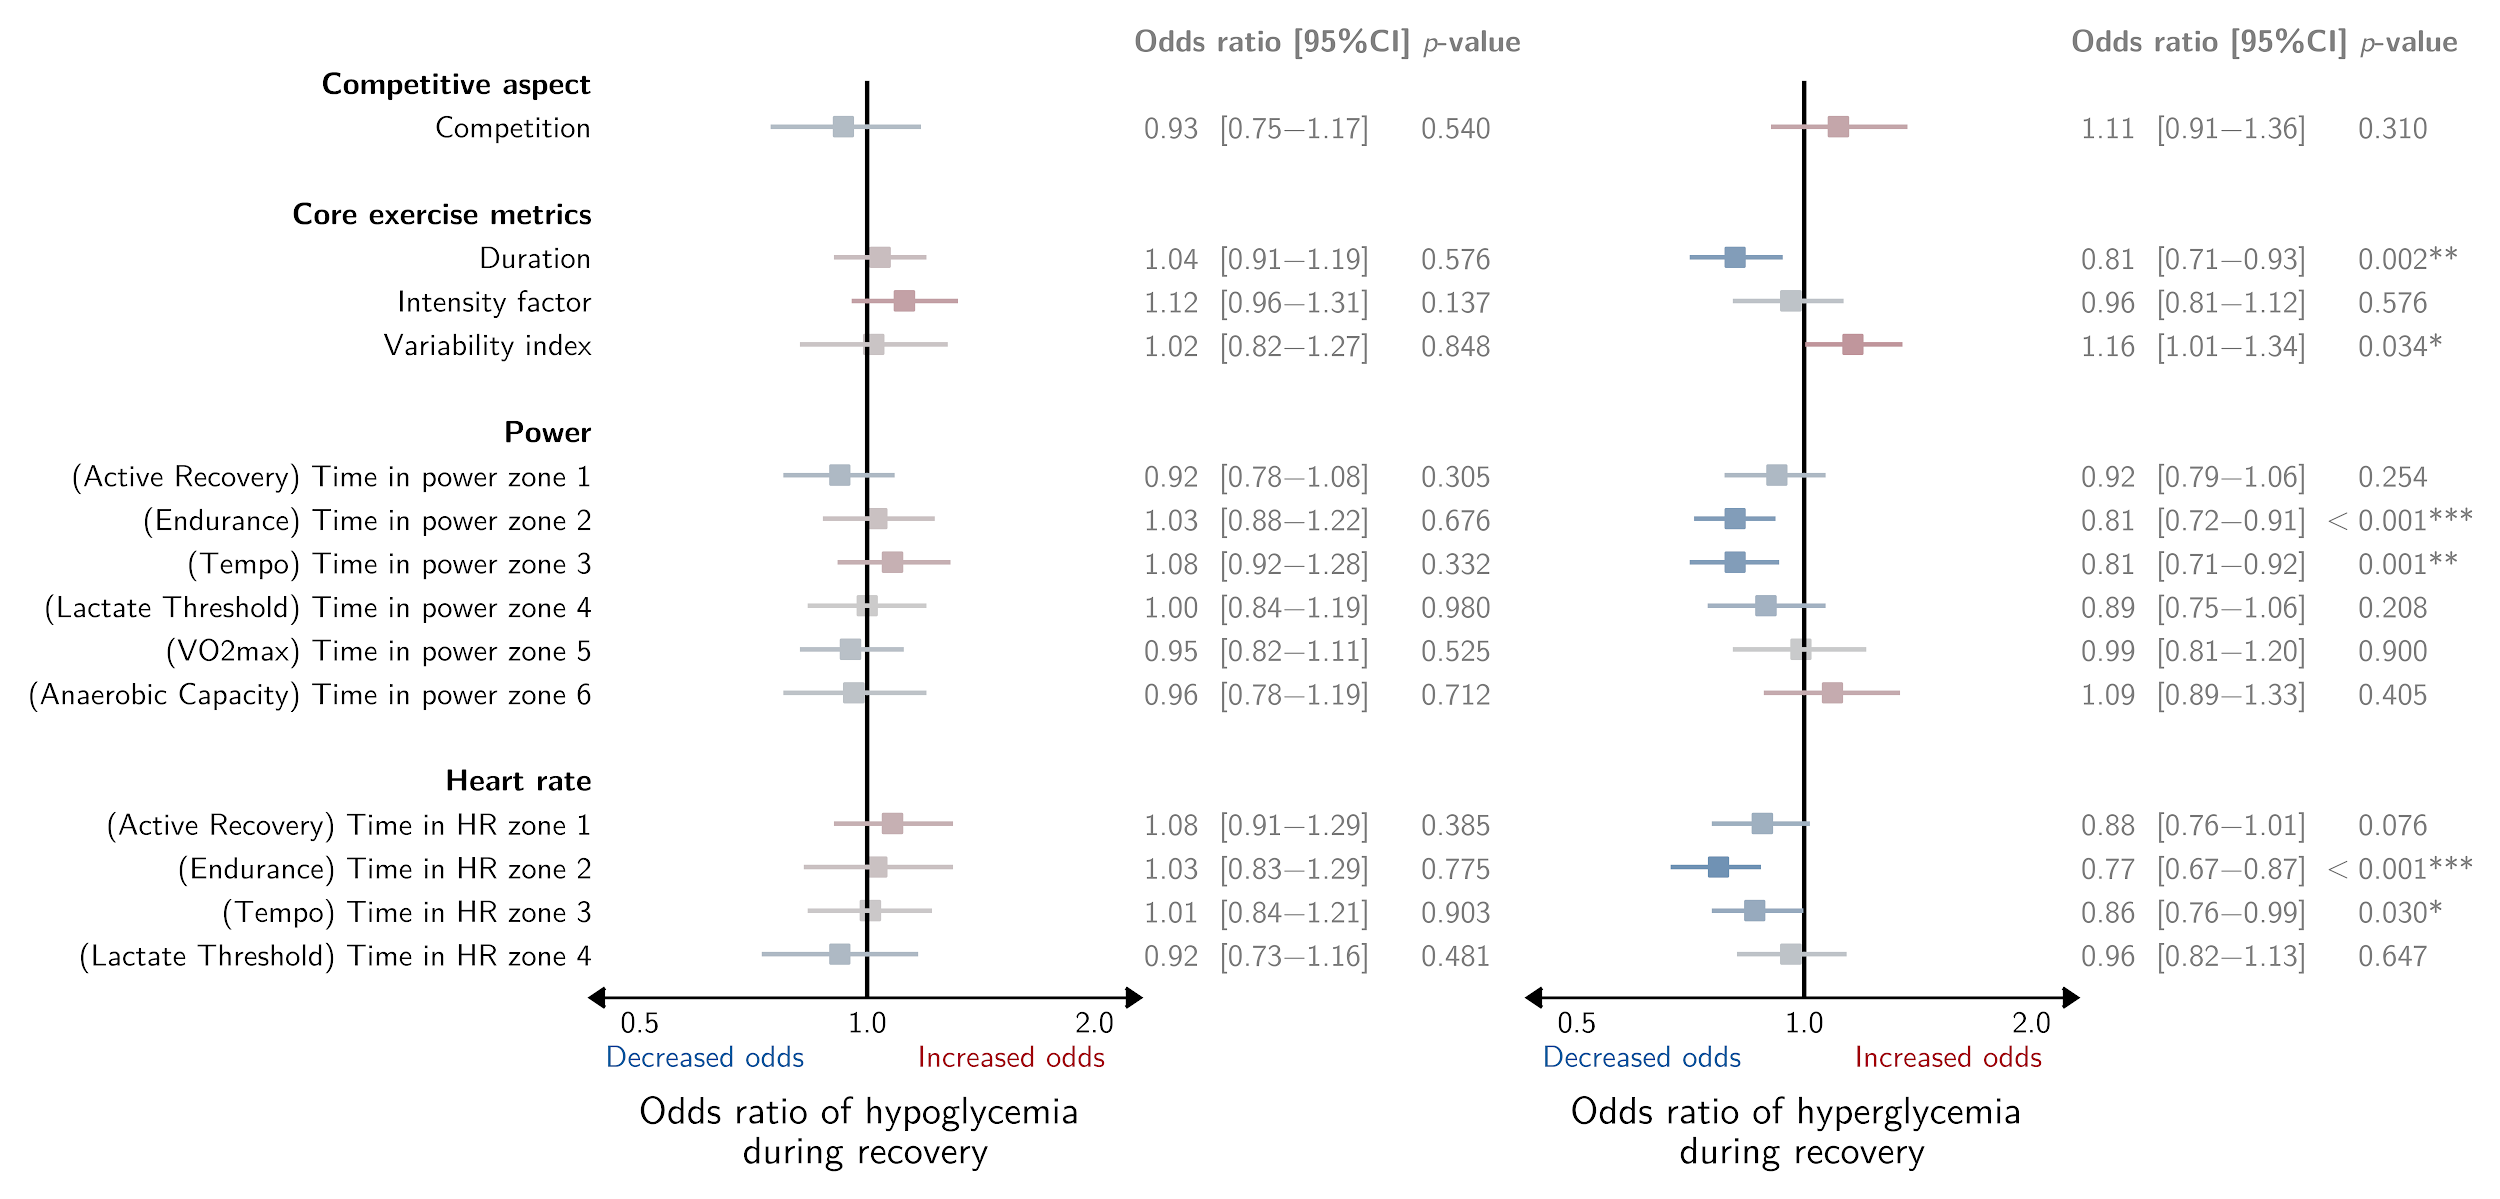 Odds ratio [95%CI] p-value Odds ratio [95%CI] p-value
Competitive aspect
Competition 0.93 [0.75−1.17] 0.540 1.11 [0.91−1.36] 0.310
Core exercise metrics
Duration 1.04 [0.91−1.19] 0.576 0.81 [0.71−0.93] 0.002**
Intensity factor 1.12 [0.96−1.31] 0.137 0.96 [0.81−1.12] 0.576
Variability index 1.02 [0.82−1.27] 0.848 1.16 [1.01−1.34] 0.034*
Power
(Active Recovery) Time in power zone 1 0.92 [0.78−1.08] 0.305 0.92 [0.79−1.06] 0.254
(Endurance) Time in power zone 2 1.03 [0.88−1.22] 0.676 0.81 [0.72−0.91] < 0.001***
(Tempo) Time in power zone 3 1.08 [0.92−1.28] 0.332 0.81 [0.71−0.92] 0.001**
(Lactate Threshold) Time in power zone 4 1.00 [0.84−1.19] 0.980 0.89 [0.75−1.06] 0.208
(VO2max) Time in power zone 5 0.95 [0.82−1.11] 0.525 0.99 [0.81−1.20] 0.900
(Anaerobic Capacity) Time in power zone 6 0.96 [0.78−1.19] 0.712 1.09 [0.89−1.33] 0.405
Heart rate
(Active Recovery) Time in HR zone 1 1.08 [0.91−1.29] 0.385 0.88 [0.76−1.01] 0.076
(Endurance) Time in HR zone 2 1.03 [0.83−1.29] 0.775 0.77 [0.67−0.87] < 0.001***
(Tempo) Time in HR zone 3 1.01 [0.84−1.21] 0.903 0.86 [0.76−0.99] 0.030*
(Lactate Threshold) Time in HR zone 4 0.92 [0.73−1.16] 0.481 0.96 [0.82−1.13] 0.647
0.5 1.0 2.0 0.5 1.0 2.0
Decreased odds Increased odds Decreased odds Increased odds
Odds ratio of hypoglycemia Odds ratio of hyperglycemia
during recovery during recovery